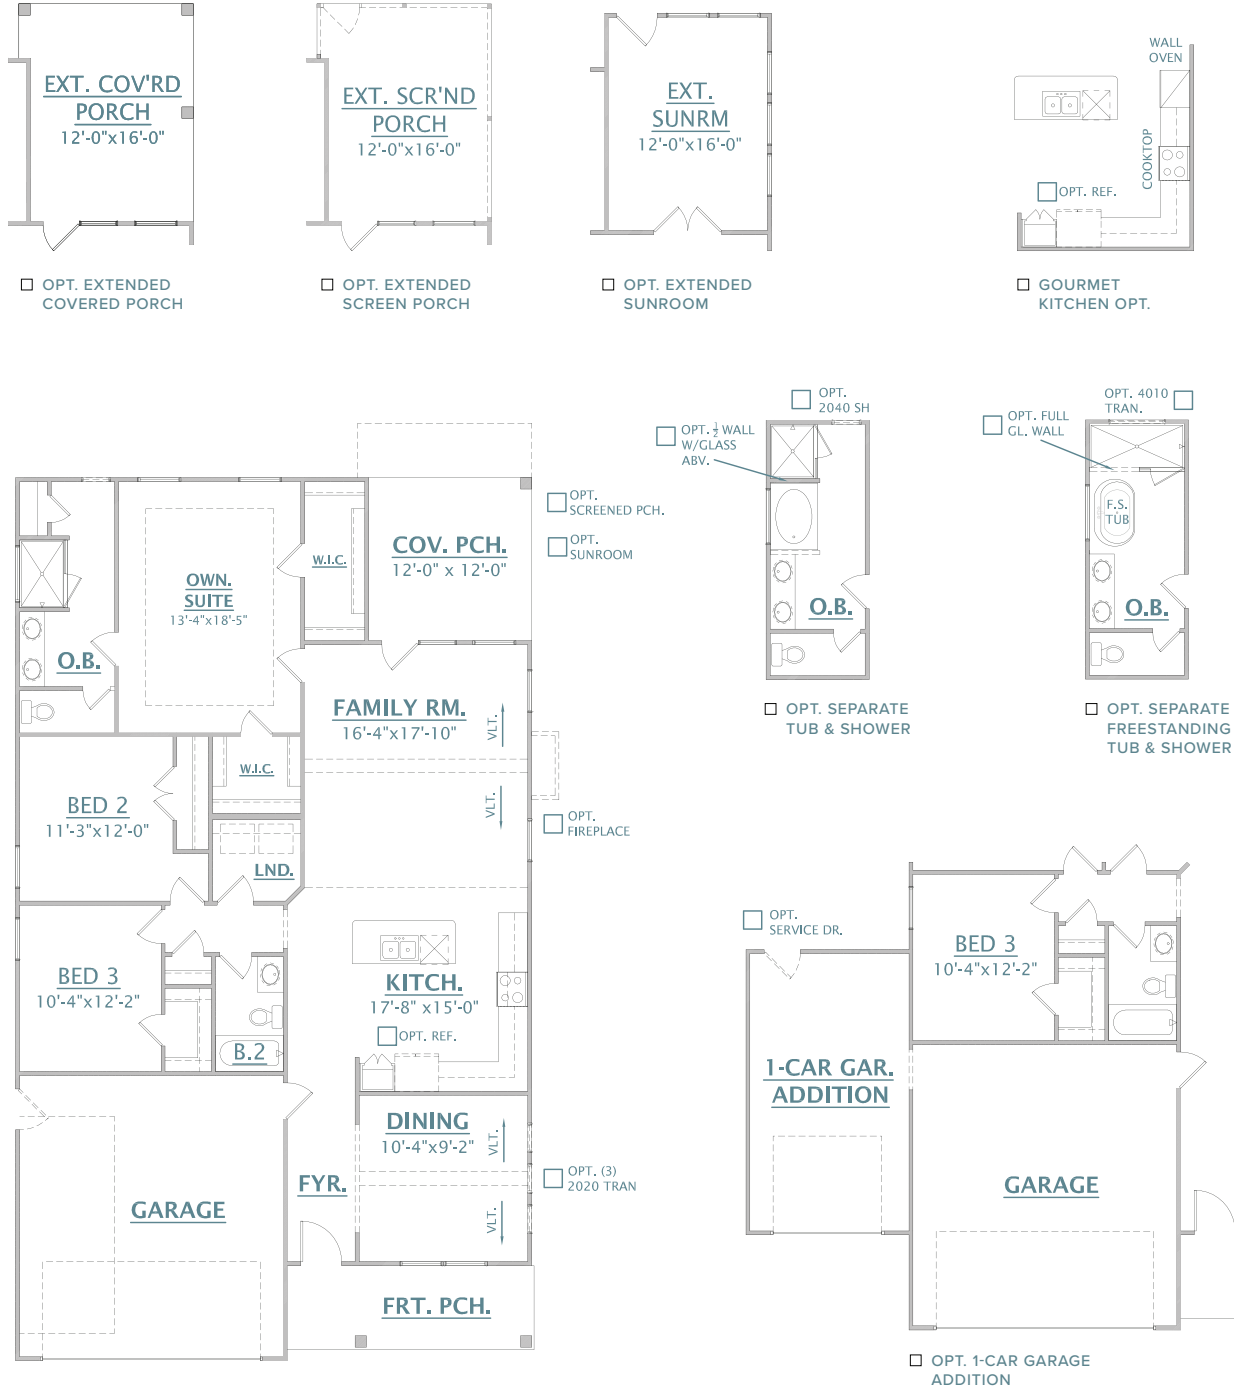 EXT. COV'RD
PORCH
12'-0"x16'-0"
OPT. EXTENDED
COVERED PORCH
EXT. SCR'ND
PORCH
12'-0"x16'-0"
OPT. EXTENDED
SCREEN PORCH
EXT.
SUNRM
12'-0"x16'-0"
OPT. EXTENDED
SUNROOM
WALL
OVEN
COOKTOP
OPT. REF.
GOURMET
KITCHEN OPT.
COV. PCH.
12'-0" x 12'-0"
OPT.
SCREENED PCH.
OPT.
SUNROOM
W.I.C.
OWN.
SUITE
13'-4"x18'-5"
O.B.
FAMILY RM.
16'-4"x17'-10"
VLT.
VLT.
OPT.
FIREPLACE
W.I.C.
BED 2
11'-3"x12'-0"
LND.
BED 3
10'-4"x12'-2"
B.2
KITCH.
17'-8" x15'-0"
OPT. REF.
DINING
10'-4"x9'-2"
VLT.
VLT.
OPT. (3)
2020 TRAN
FYR.
GARAGE
FRT. PCH.
OPT.
2040 SH
OPT. ½ WALL
W/GLASS
ABV.
O.B.
OPT. SEPARATE
TUB & SHOWER
OPT. 4010
TRAN.
OPT. FULL
GL. WALL
F.S.
TUB
O.B.
OPT. SEPARATE
FREESTANDING
TUB & SHOWER
OPT.
SERVICE DR.
BED 3
10'-4"x12'-2"
1-CAR GAR.
ADDITION
GARAGE
OPT. 1-CAR GARAGE
ADDITION